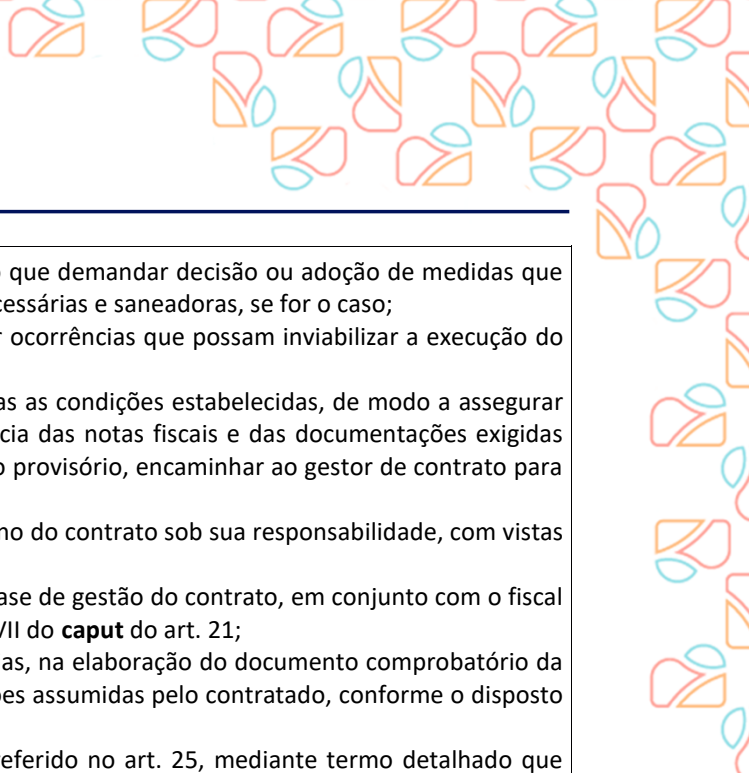 que demandar decisão ou adoção de medidas que
cessárias e saneadoras, se for o caso;
ocorrências que possam inviabilizar a execução do
as as condições estabelecidas, de modo a assegurar
cia das notas fiscais e das documentações exigidas
o provisório, encaminhar ao gestor de contrato para
no do contrato sob sua responsabilidade, com vistas
ase de gestão do contrato, em conjunto com o fiscal
VII do caput do art. 21;
as, na elaboração do documento comprobatório da
ões assumidas pelo contratado, conforme o disposto
eferido no art. 25, mediante termo detalhado que